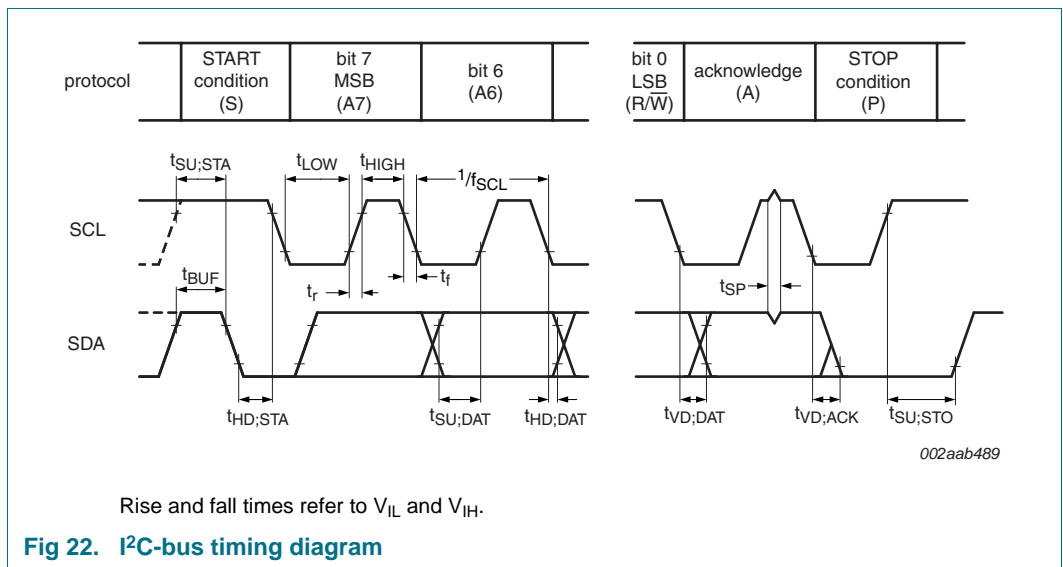 protocol
START
condition
(S)
bit 7
MSB
(A7)
bit 6
(A6)
bit 0
LSB
(R/W̅)
acknowledge
(A)
STOP
condition
(P)
tSU;STA
tLOW
tHIGH
1/fSCL
SCL
tBUF
tr
tf
tSP
SDA
tHD;STA
tSU;DAT
tHD;DAT
tVD;DAT
tVD;ACK
tSU;STO
002aab489
Rise and fall times refer to VIL and VIH.
Fig 22. I²C-bus timing diagram